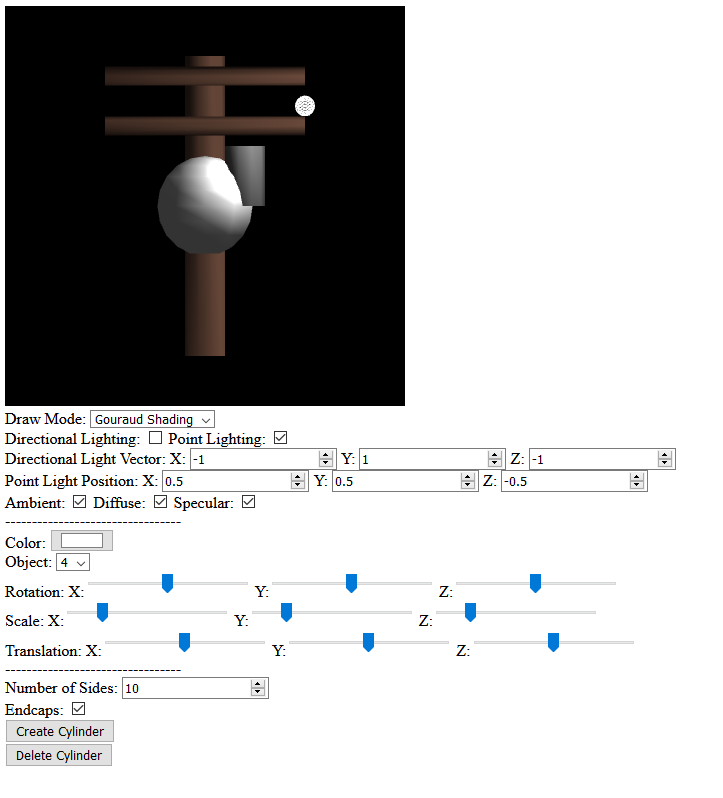 Draw Mode: Gouraud Shading
Directional Lighting: Point Lighting:
Directional Light Vector: X: -1 Y: 1 Z: -1
Point Light Position: X: 0.5 Y: 0.5 Z: -0.5
Ambient: Diffuse: Specular:
---------------------------------
Color:
Object: 4
Rotation: X: Y: Z:
Scale: X: Y: Z:
Translation: X: Y: Z:
---------------------------------
Number of Sides: 10
Endcaps:
Create Cylinder
Delete Cylinder